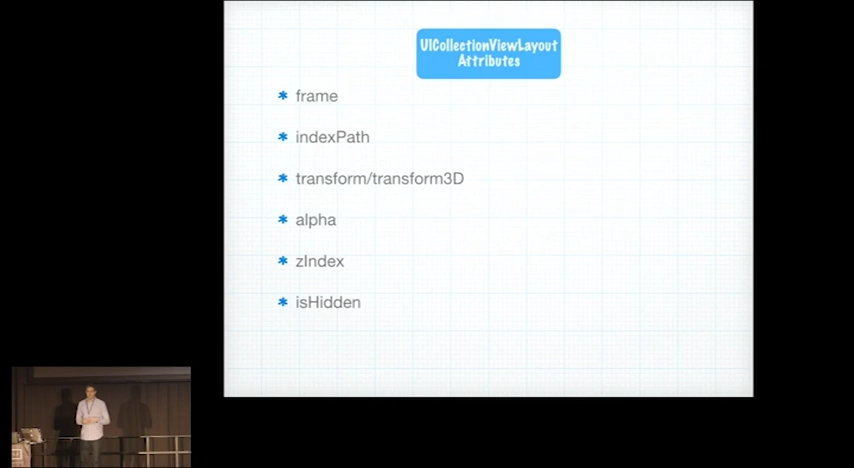 UICollectionViewLayout
Attributes
* frame
* indexPath
* transform/transform3D
* alpha
* zIndex
* isHidden